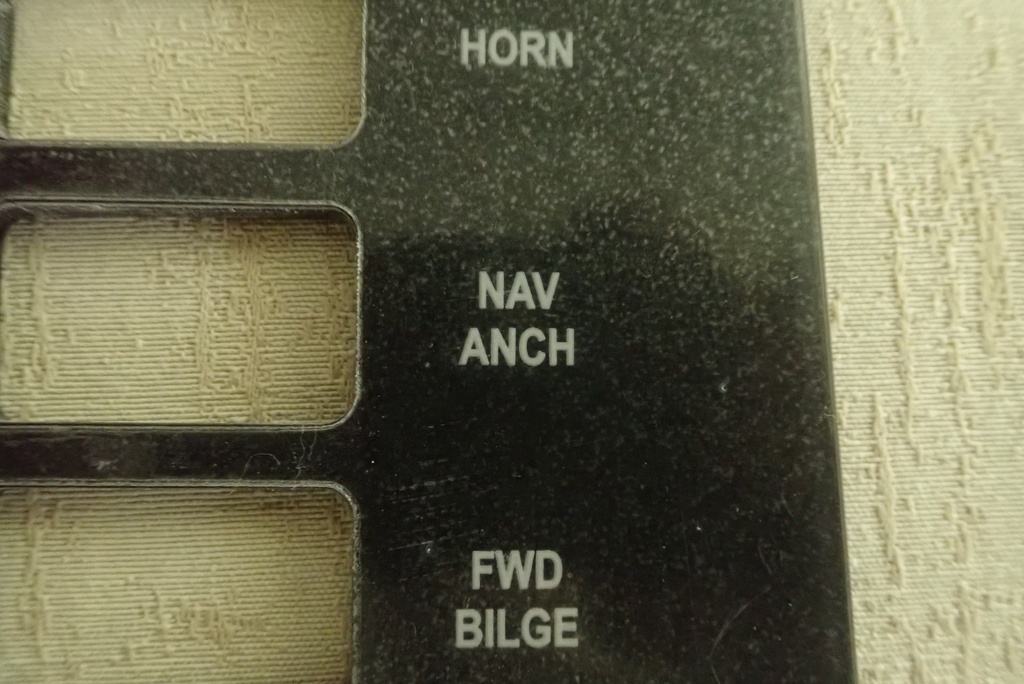 HORN
NAV
ANCH
FWD
BILGE